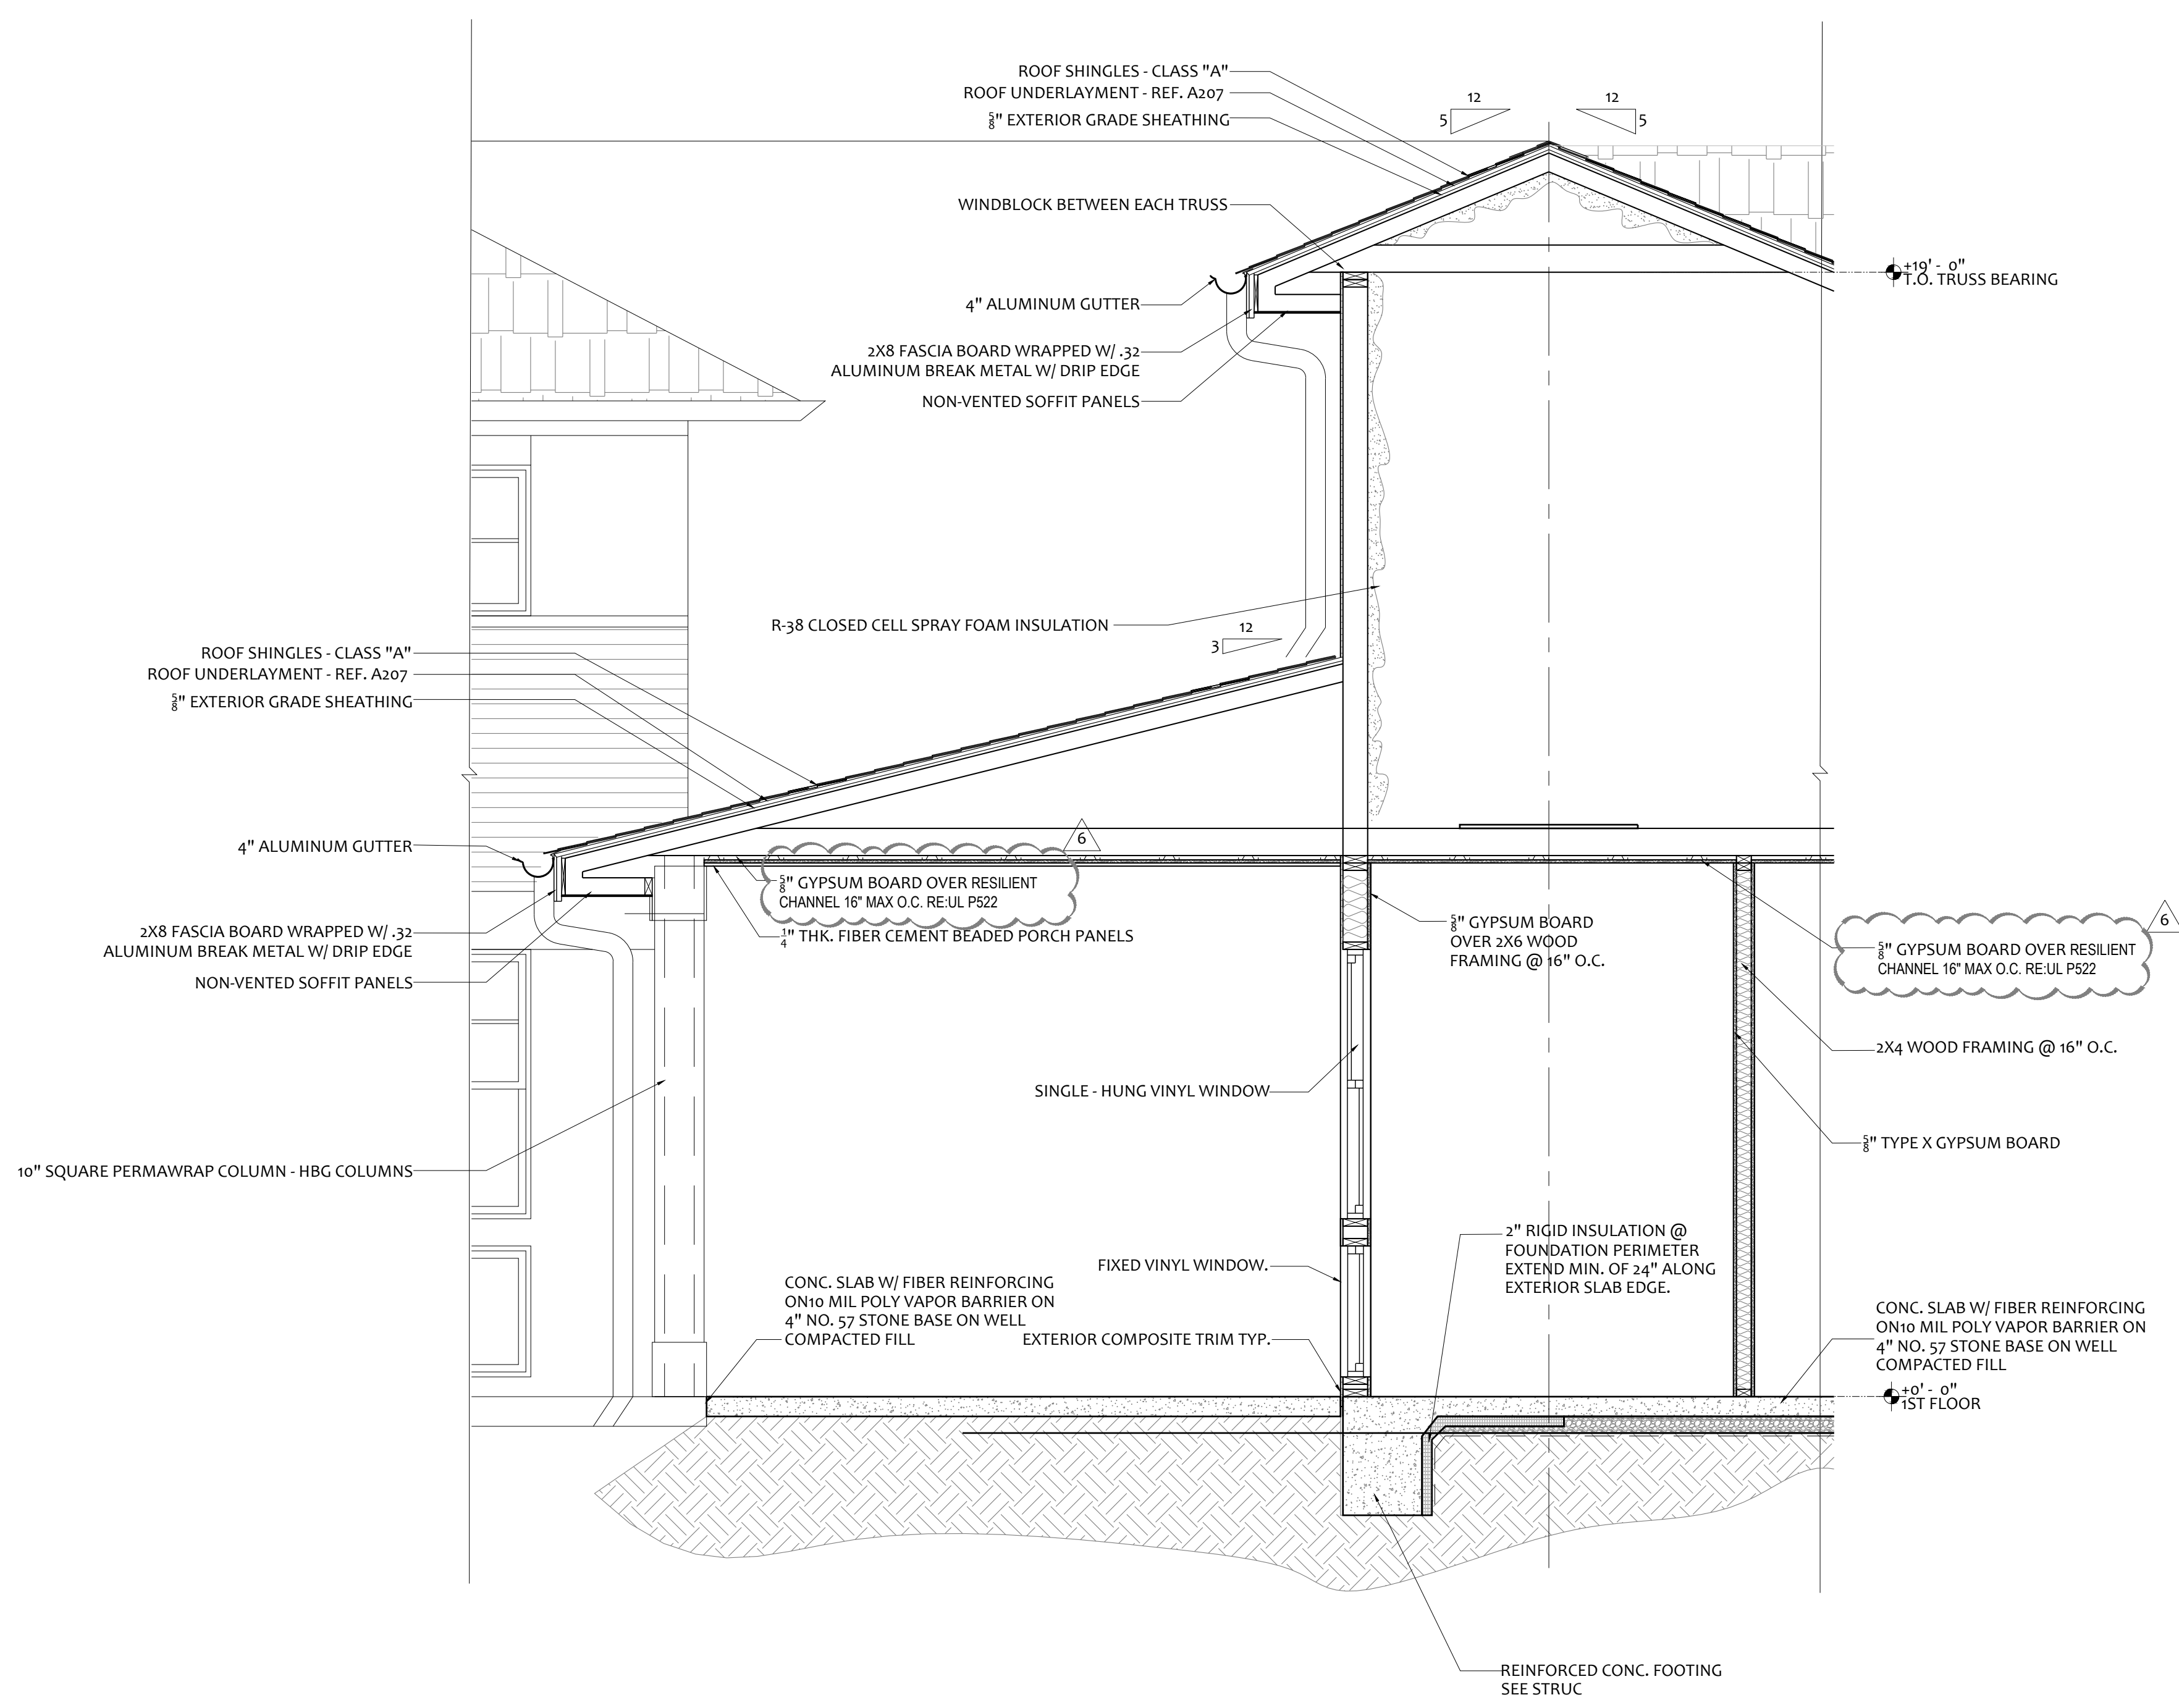 ROOF SHINGLES - CLASS "A"
ROOF UNDERLAYMENT - REF. A207
5/8" EXTERIOR GRADE SHEATHING
12
5
12
5
WINDBLOCK BETWEEN EACH TRUSS
+19' - 0"
T.O. TRUSS BEARING
4" ALUMINUM GUTTER
2X8 FASCIA BOARD WRAPPED W/ .32
ALUMINUM BREAK METAL W/ DRIP EDGE
NON-VENTED SOFFIT PANELS
R-38 CLOSED CELL SPRAY FOAM INSULATION
12
3
ROOF SHINGLES - CLASS "A"
ROOF UNDERLAYMENT - REF. A207
5/8" EXTERIOR GRADE SHEATHING
4" ALUMINUM GUTTER
2X8 FASCIA BOARD WRAPPED W/ .32
ALUMINUM BREAK METAL W/ DRIP EDGE
NON-VENTED SOFFIT PANELS
10" SQUARE PERMAWRAP COLUMN - HBG COLUMNS
6
5/8" GYPSUM BOARD OVER RESILIENT
CHANNEL 16" MAX O.C. RE:UL P522
1/4" THK. FIBER CEMENT BEADED PORCH PANELS
5/8" GYPSUM BOARD
OVER 2X6 WOOD
FRAMING @ 16" O.C.
6
5/8" GYPSUM BOARD OVER RESILIENT
CHANNEL 16" MAX O.C. RE:UL P522
2X4 WOOD FRAMING @ 16" O.C.
5/8" TYPE X GYPSUM BOARD
SINGLE - HUNG VINYL WINDOW
FIXED VINYL WINDOW.
EXTERIOR COMPOSITE TRIM TYP.
CONC. SLAB W/ FIBER REINFORCING
ON10 MIL POLY VAPOR BARRIER ON
4" NO. 57 STONE BASE ON WELL
COMPACTED FILL
2" RIGID INSULATION @
FOUNDATION PERIMETER
EXTEND MIN. OF 24" ALONG
EXTERIOR SLAB EDGE.
CONC. SLAB W/ FIBER REINFORCING
ON10 MIL POLY VAPOR BARRIER ON
4" NO. 57 STONE BASE ON WELL
COMPACTED FILL
+0' - 0"
1ST FLOOR
REINFORCED CONC. FOOTING
SEE STRUC